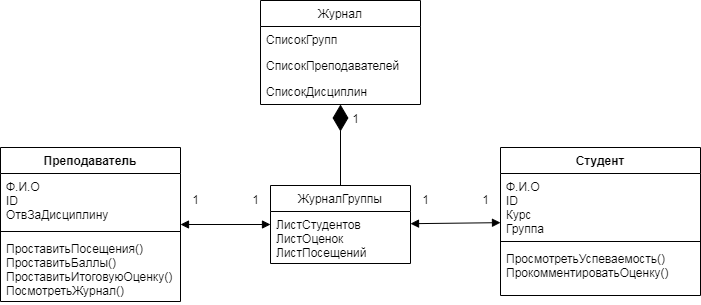 Журнал
СписокГрупп
СписокПреподавателей
СписокДисциплин
1
Преподаватель
Ф.И.О
ID
ОтвЗаДисциплину
ПроставитьПосещения()
ПроставитьБаллы()
ПроставитьИтоговуюОценку()
ПосмотретьЖурнал()
1
1
ЖурналГруппы
ЛистСтудентов
ЛистОценок
ЛистПосещений
1
1
Студент
Ф.И.О
ID
Курс
Группа
ПросмотретьУспеваемость()
ПрокомментироватьОценку()